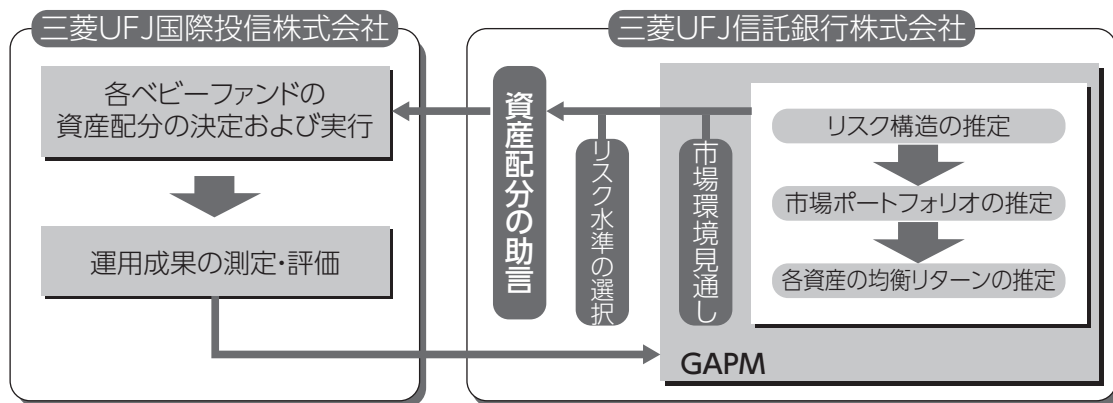 三菱UFJ国際投信株式会社
各ベビーファンドの
資産配分の決定および実行
運用成果の測定・評価
三菱UFJ信託銀行株式会社
資産配分の助言
リスク水準の選択
市場環境見通し
リスク構造の推定
市場ポートフォリオの推定
各資産の均衡リターンの推定
GAPM